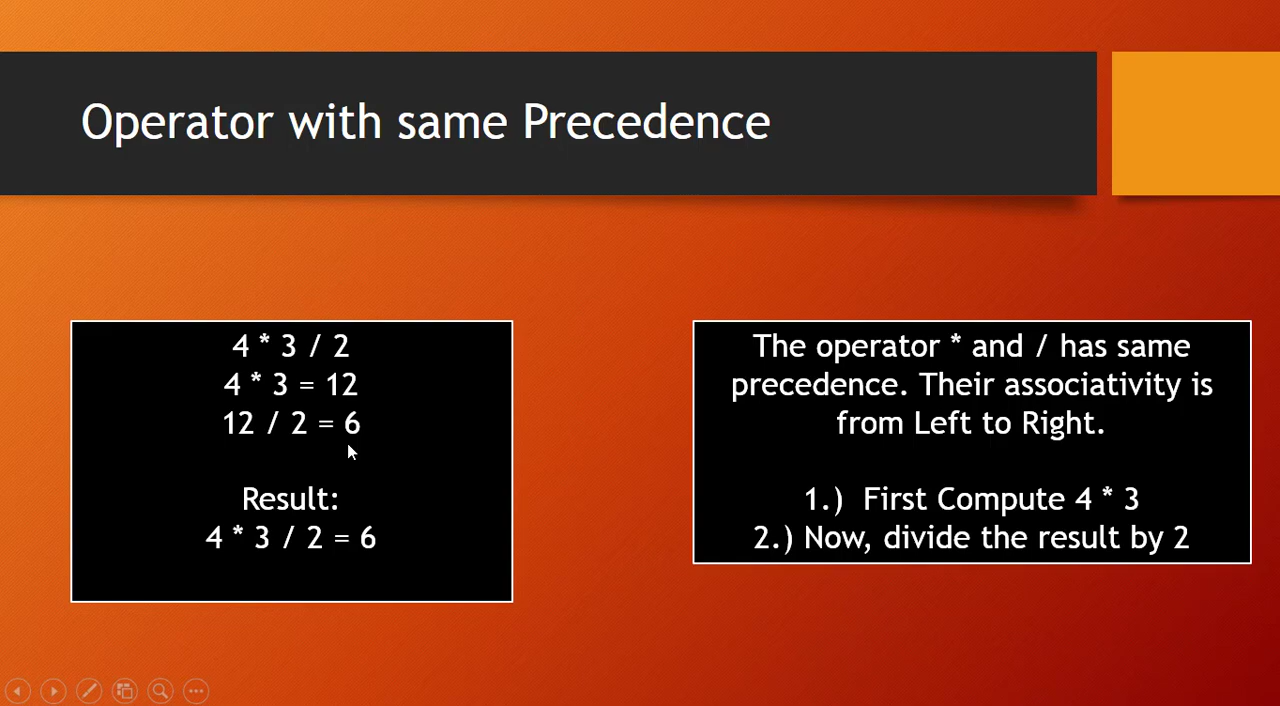 Operator with same Precedence
4 * 3 / 2
4 * 3 = 12
12 / 2 = 6
Result:
4 * 3 / 2 = 6
The operator * and / has same
precedence. Their associativity is
from Left to Right.
1.) First Compute 4 * 3
2.) Now, divide the result by 2